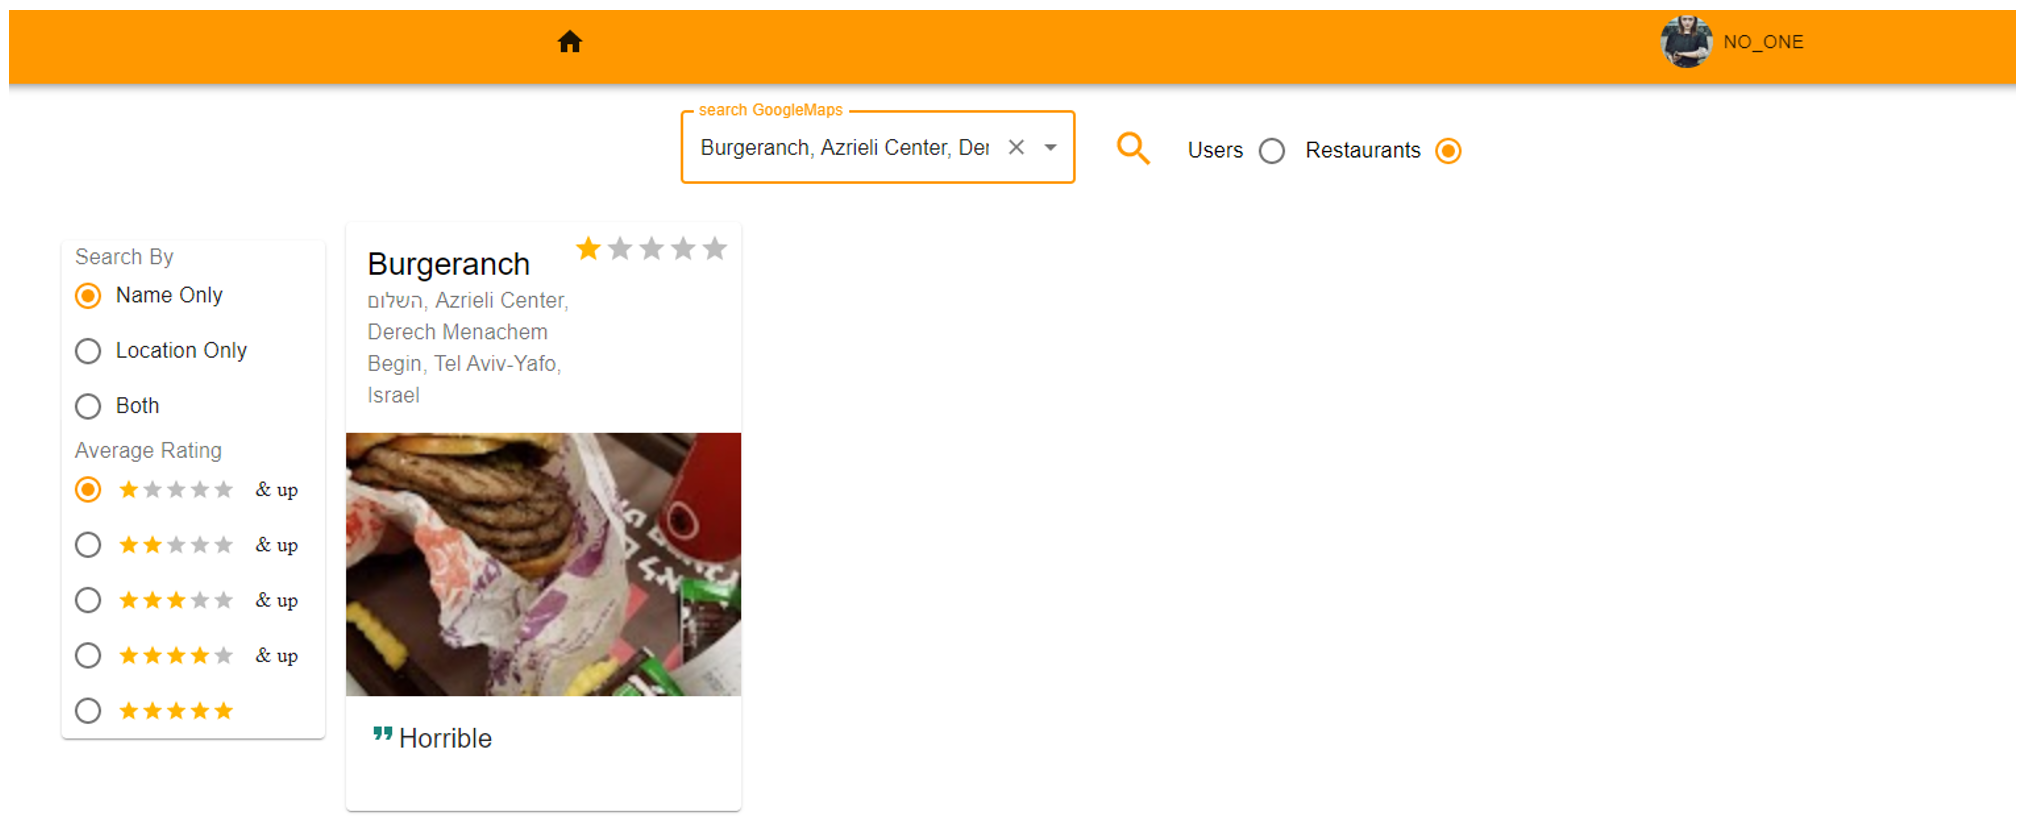 NO_ONE
search GoogleMaps
Burgeranch, Azrieli Center, Der
Users
Restaurants
Search By
Name Only
Location Only
Both
Average Rating
& up
& up
& up
& up
Burgeranch
השלום, Azrieli Center,
Derech Menachem
Begin, Tel Aviv-Yafo,
Israel
Horrible